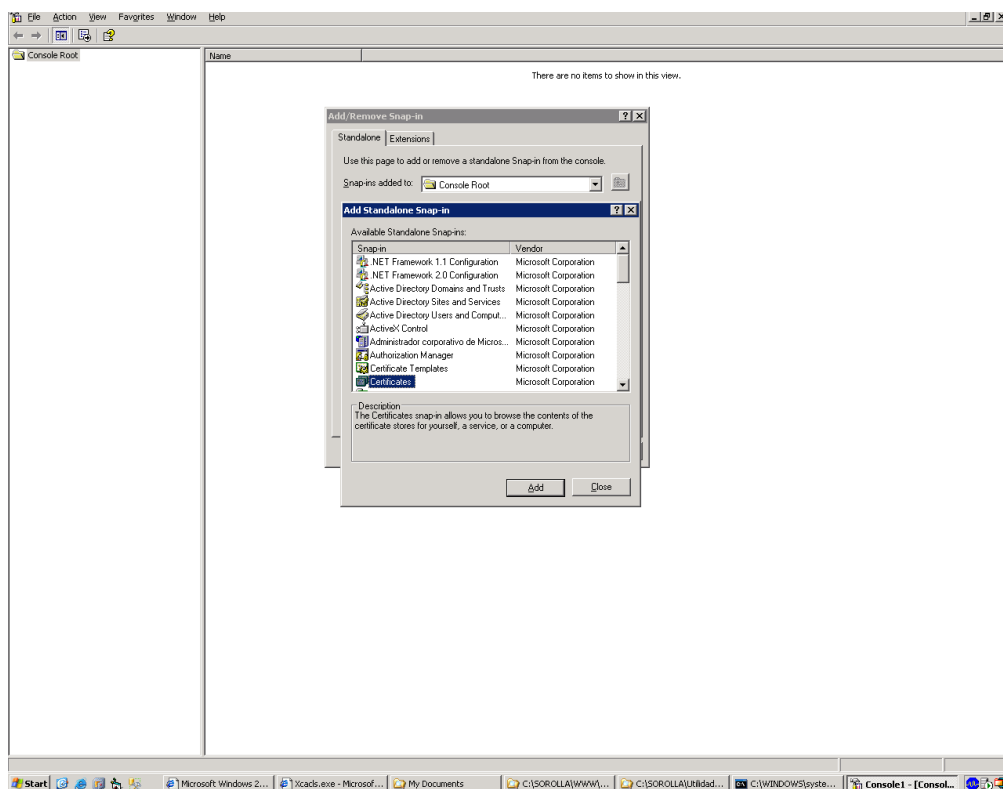 File Action View Favorites Window Help
Console Root
Name
There are no items to show in this view.
Add/Remove Snap-in
Standalone Extensions
Use this page to add or remove a standalone Snap-in from the console.
Snap-ins added to: Console Root
Add Standalone Snap-in
Available Standalone Snap-ins:
Snap-in Vendor
.NET Framework 1.1 Configuration Microsoft Corporation
.NET Framework 2.0 Configuration Microsoft Corporation
Active Directory Domains and Trusts Microsoft Corporation
Active Directory Sites and Services Microsoft Corporation
Active Directory Users and Comput... Microsoft Corporation
ActiveX Control Microsoft Corporation
Administrador corporativo de Micros... Microsoft Corporation
Authorization Manager Microsoft Corporation
Certificate Templates Microsoft Corporation
Certificates Microsoft Corporation
Description
The Certificates snap-in allows you to browse the contents of the
certificate stores for yourself, a service, or a computer.
Add Close
Start Microsoft Windows 2... Xcacls.exe - Microsof... My Documents C:\SOROLLA\WWW\... C:\SOROLLA\Utilidad... C:\WINDOWS\syste... Console1 - [Consol...